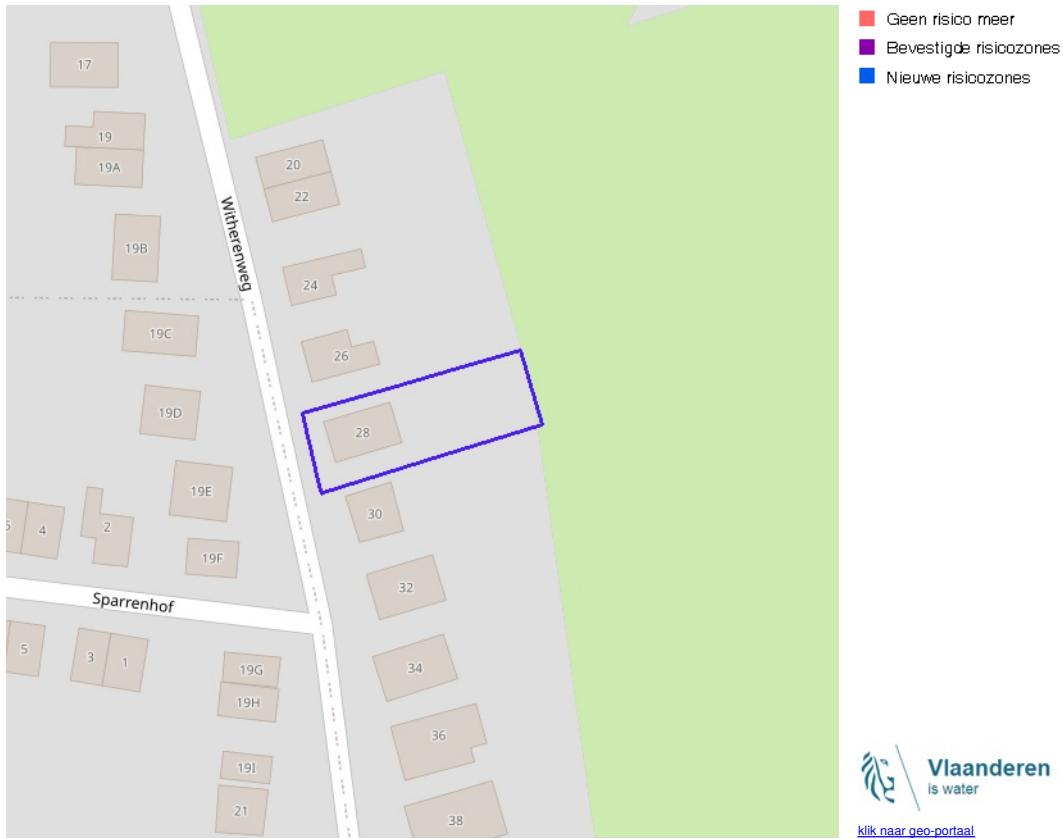 Geen risico meer
Bevestigde risicozones
Nieuwe risicozones
17
19
19A
20
22
Witherenweg
19B
24
19C
26
19D
28
19E
30
4
2
19F
32
Sparrenhof
5
3
1
19G
34
19H
36
19I
21
38
Vlaanderen
is water
klik naar geo-portaal